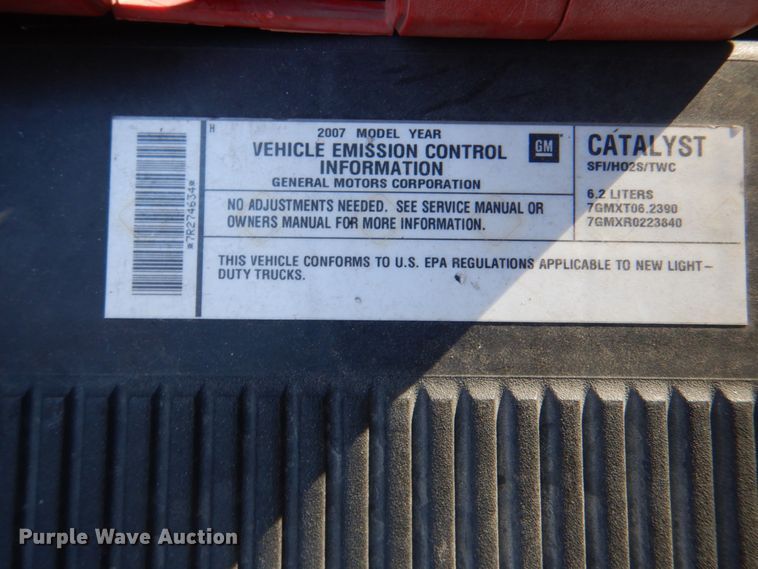 *7R274634*
H
2007 MODEL YEAR
VEHICLE EMISSION CONTROL
INFORMATION
GENERAL MOTORS CORPORATION
GM
CATALYST
SFI/HO2S/TWC
NO ADJUSTMENTS NEEDED. SEE SERVICE MANUAL OR
OWNERS MANUAL FOR MORE INFORMATION.
6.2 LITERS
7GMXT06.2390
7GMXR0223840
THIS VEHICLE CONFORMS TO U.S. EPA REGULATIONS APPLICABLE TO NEW LIGHT-
DUTY TRUCKS.
Purple Wave Auction®